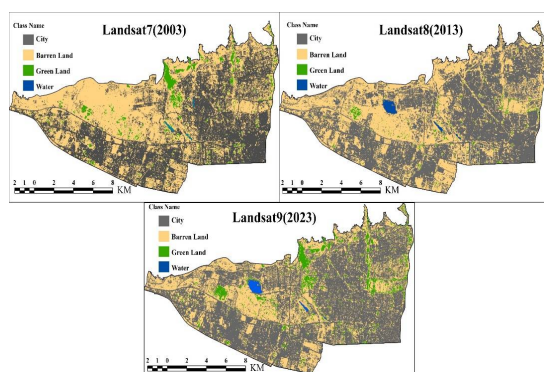 Class Name
Landsat7(2003)
City
Barren Land
Green Land
Water
2 1 0 2 4 6 8
KM
Class Name
Landsat8(2013)
City
Barren Land
Green Land
Water
2 1 0 2 4 6 8
KM
Class Name
Landsat9(2023)
City
Barren Land
Green Land
Water
2 1 0 2 4 6 8
KM